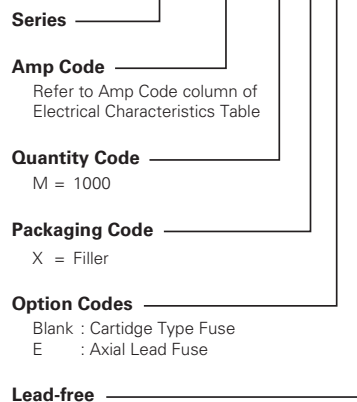 Series
Amp Code
Refer to Amp Code column of
Electrical Characteristics Table
Quantity Code
M = 1000
Packaging Code
X = Filler
Option Codes
Blank : Cartidge Type Fuse
E : Axial Lead Fuse
Lead-free